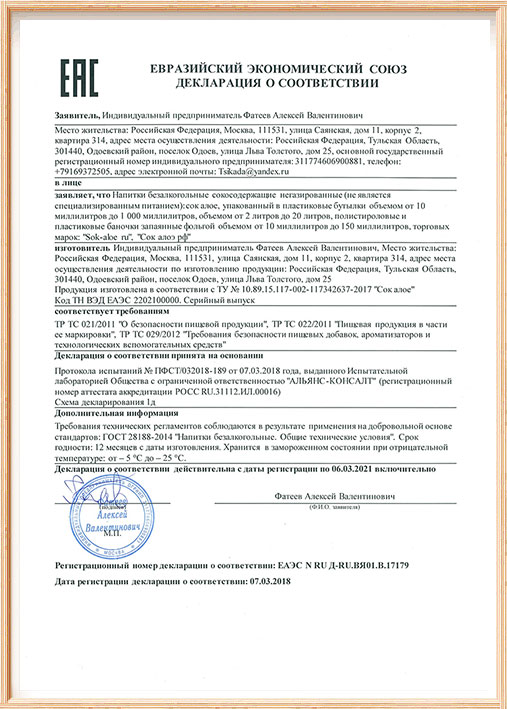 EAC
ЕВРАЗИЙСКИЙ ЭКОНОМИЧЕСКИЙ СОЮЗ
ДЕКЛАРАЦИЯ О СООТВЕТСТВИИ
Заявитель, Индивидуальный предприниматель Фатеев Алексей Валентинович
Место жительства: Российская Федерация, Москва, 111531, улица Саянская, дом 11, корпус 2,
квартира 314, адрес места осуществления деятельности: Российская Федерация, Тульская Область,
301440, Одоевский район, поселок Одоев, улица Льва Толстого, дом 25, основной государственный
регистрационный номер индивидуального предпринимателя: 311774606900881, телефон:
+79169372505, адрес электронной почты: Tsikada@yandex.ru
в лице
заявляет, что Напитки безалкогольные сокосодержащие негазированные (не является
специализированным питанием):сок алое, упакованный в пластиковые бутылки объемом от 10
миллилитров до 1 000 миллилитров, объемом от 2 литров до 20 литров, полистироловые и
пластиковые баночки запаянные фольгой объемом от 10 миллилитров до 150 миллилитров, торговых
марок: "Sok-aloe ru", "Сок алоэ рф"
изготовитель Индивидуальный предприниматель Фатеев Алексей Валентинович, Место жительства:
Российская Федерация, Москва, 111531, улица Саянская, дом 11, корпус 2, квартира 314, адрес места
осуществления деятельности по изготовлению продукции: Российская Федерация, Тульская Область,
301440, Одоевский район, поселок Одоев, улица Льва Толстого, дом 25
Продукция изготовлена в соответствии с ТУ № 10.89.15.117-002-117342637-2017 "Сок алое"
Код ТН ВЭД ЕАЭС 2202100000. Серийный выпуск
соответствует требованиям
ТР ТС 021/2011 "О безопасности пищевой продукции", ТР ТС 022/2011 "Пищевая продукция в части
ее маркировки", ТР ТС 029/2012 "Требования безопасности пищевых добавок, ароматизаторов и
технологических вспомогательных средств"
Декларация о соответствии принята на основании
Протокола испытаний № ПФСТ/032018-189 от 07.03.2018 года, выданного Испытательной
лабораторией Общества с ограниченной ответственностью "АЛЬЯНС-КОНСАЛТ" (регистрационный
номер аттестата аккредитации РОСС RU.31112.ИЛ.00016)
Схема декларирования 1д
Дополнительная информация
Требования технических регламентов соблюдаются в результате применения на добровольной основе
стандартов: ГОСТ 28188-2014 "Напитки безалкогольные. Общие технические условия". Срок
годности: 12 месяцев с даты изготовления. Хранится в замороженном состоянии при отрицательной
температуре: от – 5 °С до – 25 °С.
Декларация о соответствии действительна с даты регистрации по 06.03.2021 включительно
Фатеев Алексей Валентинович
(подпись)
(Ф.И.О. заявителя)
Фатеев
Алексей
Валентинович
М.П.
МОСКВА
Регистрационный номер декларации о соответствии: ЕАЭС N RU Д-RU.ВЯ01.В.17179
Дата регистрации декларации о соответствии: 07.03.2018